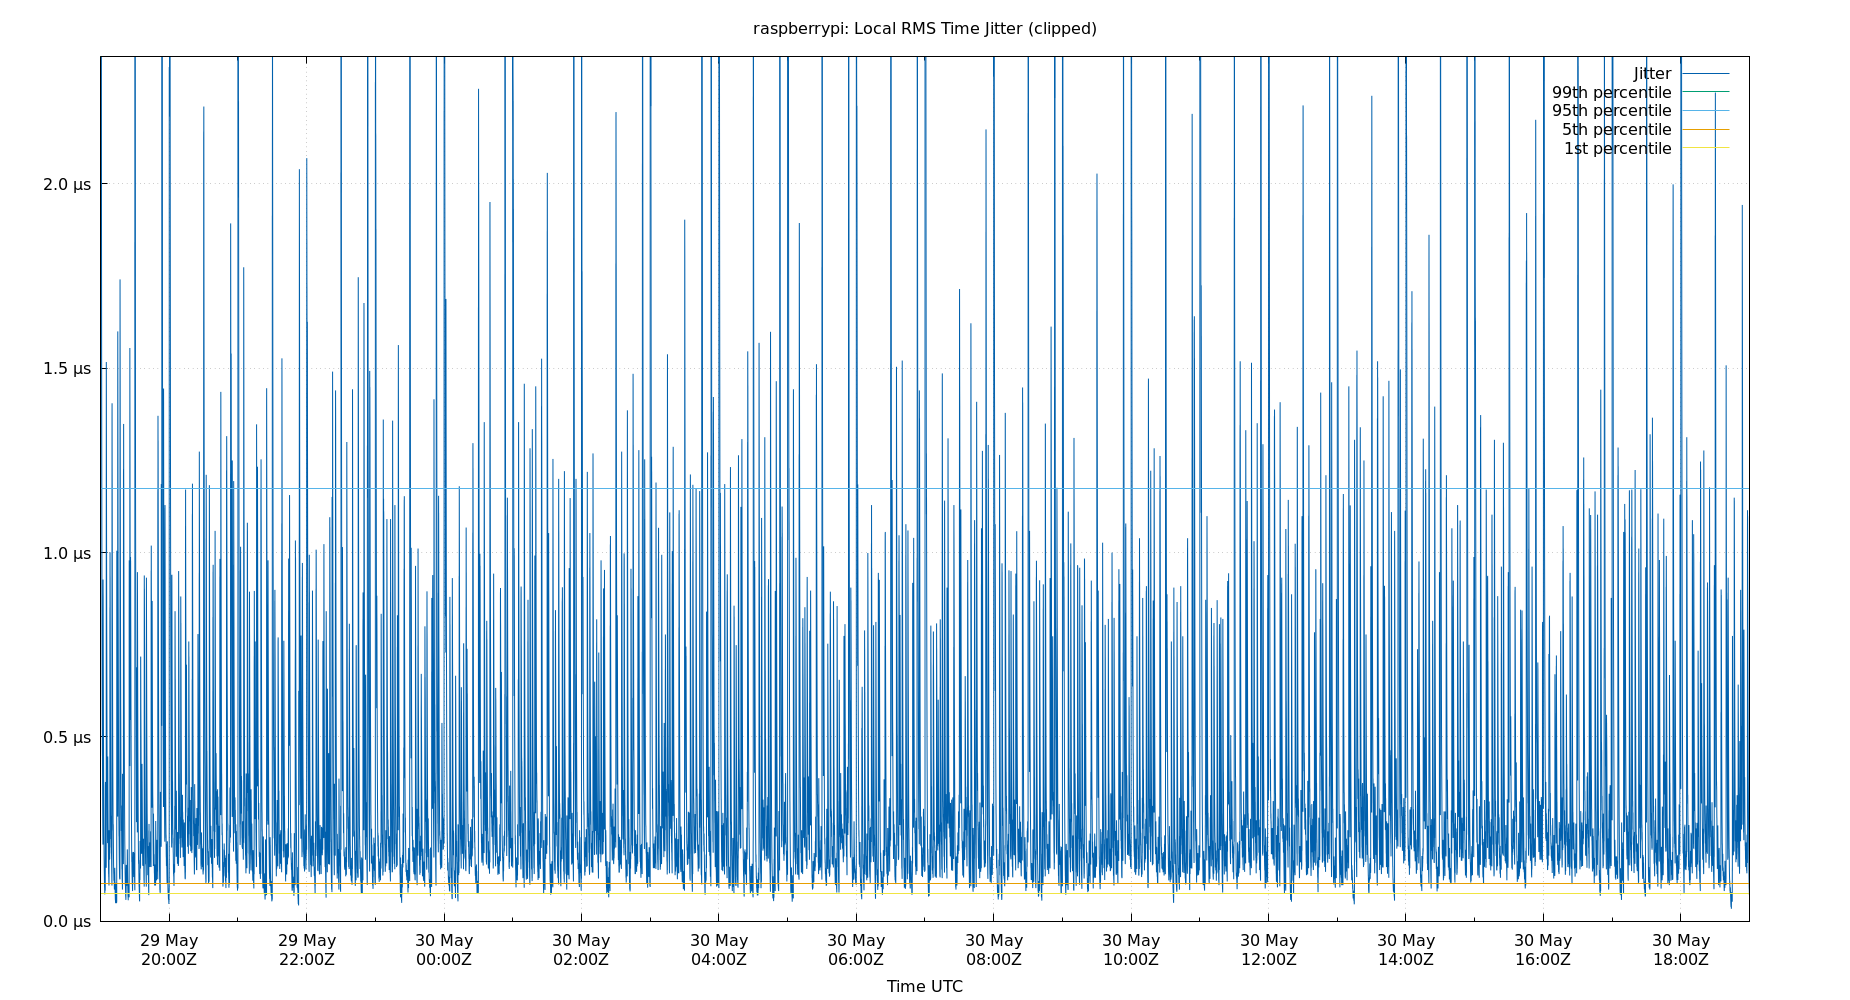 raspberrypi: Local RMS Time Jitter (clipped)
Jitter
99th percentile
95th percentile
5th percentile
1st percentile
2.0 µs
1.5 µs
1.0 µs
0.5 µs
0.0 µs
29 May 29 May 30 May 30 May 30 May 30 May 30 May 30 May 30 May 30 May 30 May 30 May
20:00Z 22:00Z 00:00Z 02:00Z 04:00Z 06:00Z 08:00Z 10:00Z 12:00Z 14:00Z 16:00Z 18:00Z
Time UTC